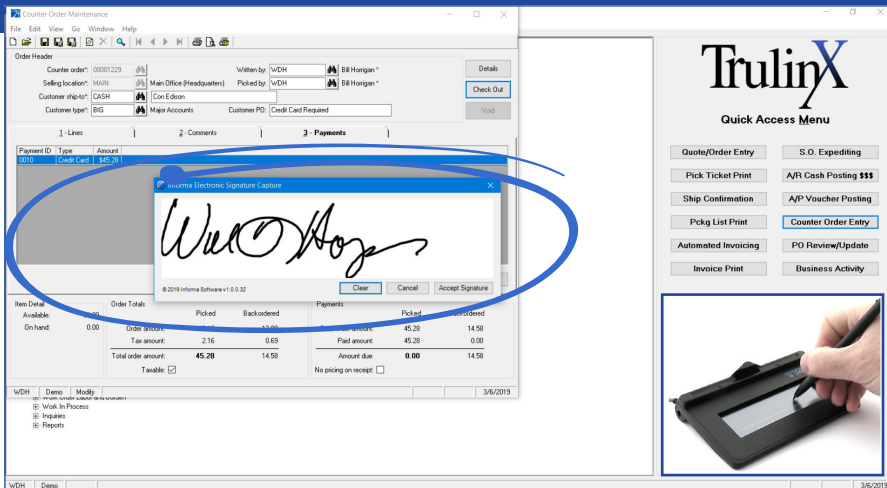 Counter Order Maintenance
File Edit View Go Window Help
Order Header
Counter order*: 00001229 Written by: WDH Bill Horrigan * Details
Selling location*: MAIN Main Office (Headquarters) Picked by: WDH Bill Horrigan *
Customer ship-to*: CASH Con Edison Check Out
Customer type*: BIG Major Accounts Customer PO: Credit Card Required Void
1 - Lines 2 - Comments 3 - Payments
Payment ID Type Amount
0010 Credit Card $45.28
Informa Electronic Signature Capture
© 2019 Informa Software v1.0.0.32 Clear Cancel Accept Signature
Item Detail Order Totals Payments
Picked Backordered Picked Backordered
Available:
On hand: 0.00 Order amount: amount: 45.28 14.58
Tax amount: 2.16 0.69 Paid amount: 45.28 0.00
Total order amount: 45.28 14.58 Amount due: 0.00 14.58
Taxable: No pricing on receipt:
WDH Demo Modify 3/6/2019
Work Order Labor and Burden
Work In Process
Inquiries
Reports
WDH Demo 3/6/2019
TrulinX
Quick Access Menu
Quote/Order Entry S.O. Expediting
Pick Ticket Print A/R Cash Posting $$$
Ship Confirmation A/P Voucher Posting
Pckg List Print Counter Order Entry
Automated Invoicing PO Review/Update
Invoice Print Business Activity